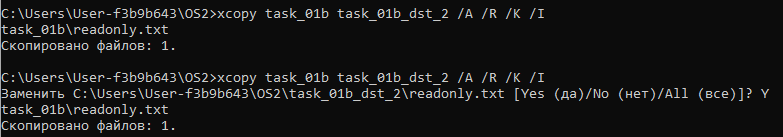 C:\Users\User-f3b9b643\OS2>xcopy task_01b task_01b_dst_2 /A /R /K /I
task_01b\readonly.txt
Скопировано файлов: 1.
C:\Users\User-f3b9b643\OS2>xcopy task_01b task_01b_dst_2 /A /R /K /I
Заменить C:\Users\User-f3b9b643\OS2\task_01b_dst_2\readonly.txt [Yes (да)/No (нет)/All (все)]? Y
task_01b\readonly.txt
Скопировано файлов: 1.